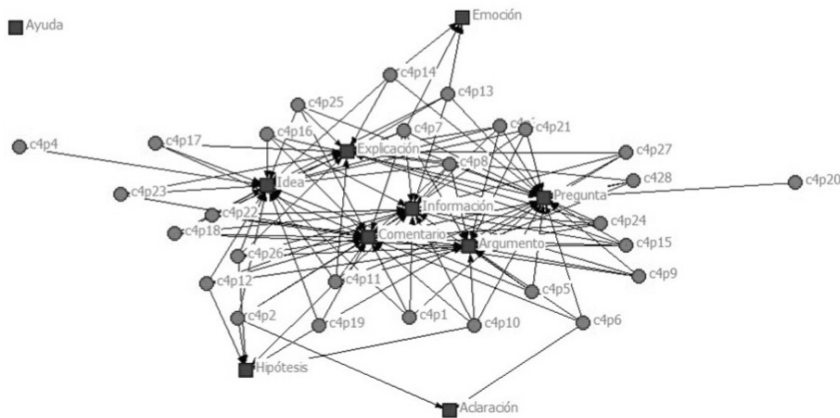 Emoción
Ayuda
c4p14
c4p13
c4p25
c4p7
c4p21
c4p16
c4p17
c4p4
Explicación
c4p27
c4p8
428
c4p20
Idea
c4p23
Pregunta
Información
c4p22
c4p24
c4p18
Comentario
Argumento
c4p15
c4p26
c4p9
c4p12
c4p11
c4p5
c4p2
c4p19
c4p1
c4p10
c4p6
Hipótesis
Aclaración